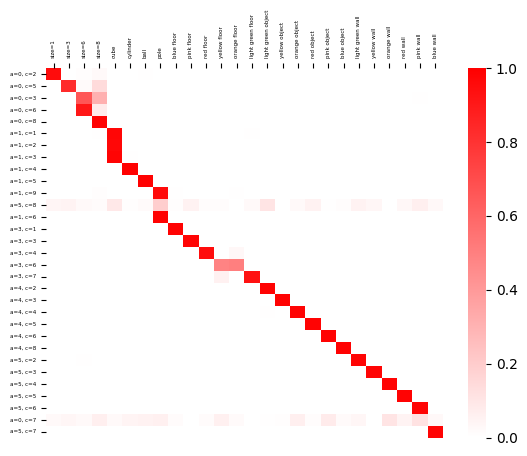 size=1
size=3
size=6
size=8
cube
cylinder
ball
pole
blue floor
pink floor
red floor
yellow floor
orange floor
light green floor
light green object
yellow object
orange object
red object
pink object
blue object
light green wall
yellow wall
orange wall
red wall
pink wall
blue wall
a=0, c=2
a=0, c=5
a=0, c=3
a=0, c=6
a=0, c=8
a=1, c=1
a=1, c=2
a=1, c=3
a=1, c=4
a=1, c=5
a=1, c=9
a=5, c=8
a=1, c=6
a=3, c=1
a=3, c=3
a=3, c=4
a=3, c=6
a=3, c=7
a=4, c=2
a=4, c=3
a=4, c=4
a=4, c=5
a=4, c=6
a=4, c=8
a=5, c=2
a=5, c=3
a=5, c=4
a=5, c=5
a=5, c=6
a=0, c=7
a=5, c=7
1.0
0.8
0.6
0.4
0.2
0.0